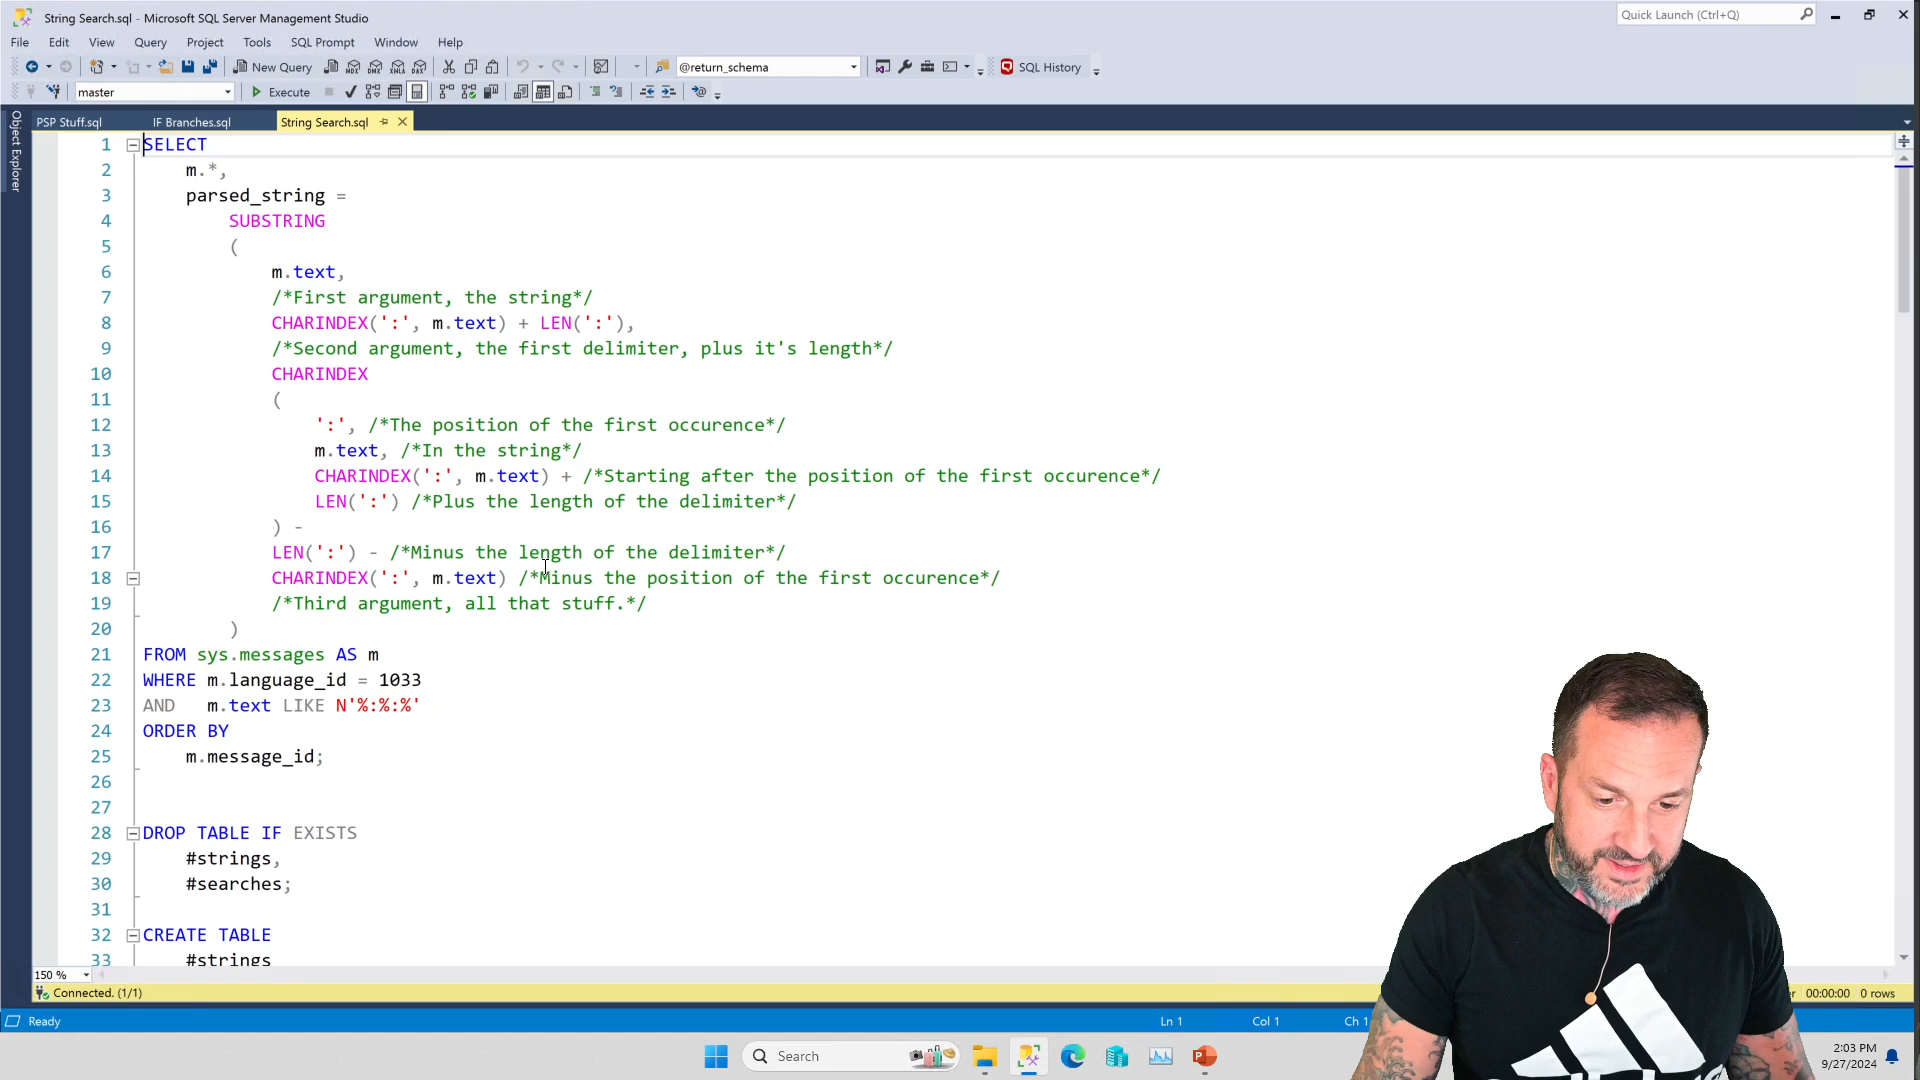 String Search.sql - Microsoft SQL Server Management Studio
Quick Launch (Ctrl+Q)
File Edit View Query Project Tools SQL Prompt Window Help
New Query MDX DMX XMLA DAX @return_schema SQL History
master Execute
PSP Stuff.sql IF Branches.sql String Search.sql
Object Explorer
1 SELECT
2 m.*,
3 parsed_string =
4 SUBSTRING
5 (
6 m.text,
7 /*First argument, the string*/
8 CHARINDEX(':', m.text) + LEN(':'),
9 /*Second argument, the first delimiter, plus it's length*/
10 CHARINDEX
11 (
12 ':', /*The position of the first occurence*/
13 m.text, /*In the string*/
14 CHARINDEX(':', m.text) + /*Starting after the position of the first occurence*/
15 LEN(':') /*Plus the length of the delimiter*/
16 ) -
17 LEN(':') - /*Minus the length of the delimiter*/
18 CHARINDEX(':', m.text) /*Minus the position of the first occurence*/
19 /*Third argument, all that stuff.*/
20 )
21 FROM sys.messages AS m
22 WHERE m.language_id = 1033
23 AND m.text LIKE N'%:%:%'
24 ORDER BY
25 m.message_id;
26
27
28 DROP TABLE IF EXISTS
29 #strings,
30 #searches;
31
32 CREATE TABLE
33 #strings
150 %
Connected. (1/1) 00:00:00 0 rows
Ready Ln 1 Col 1 Ch 1
Search
2:03 PM
9/27/2024